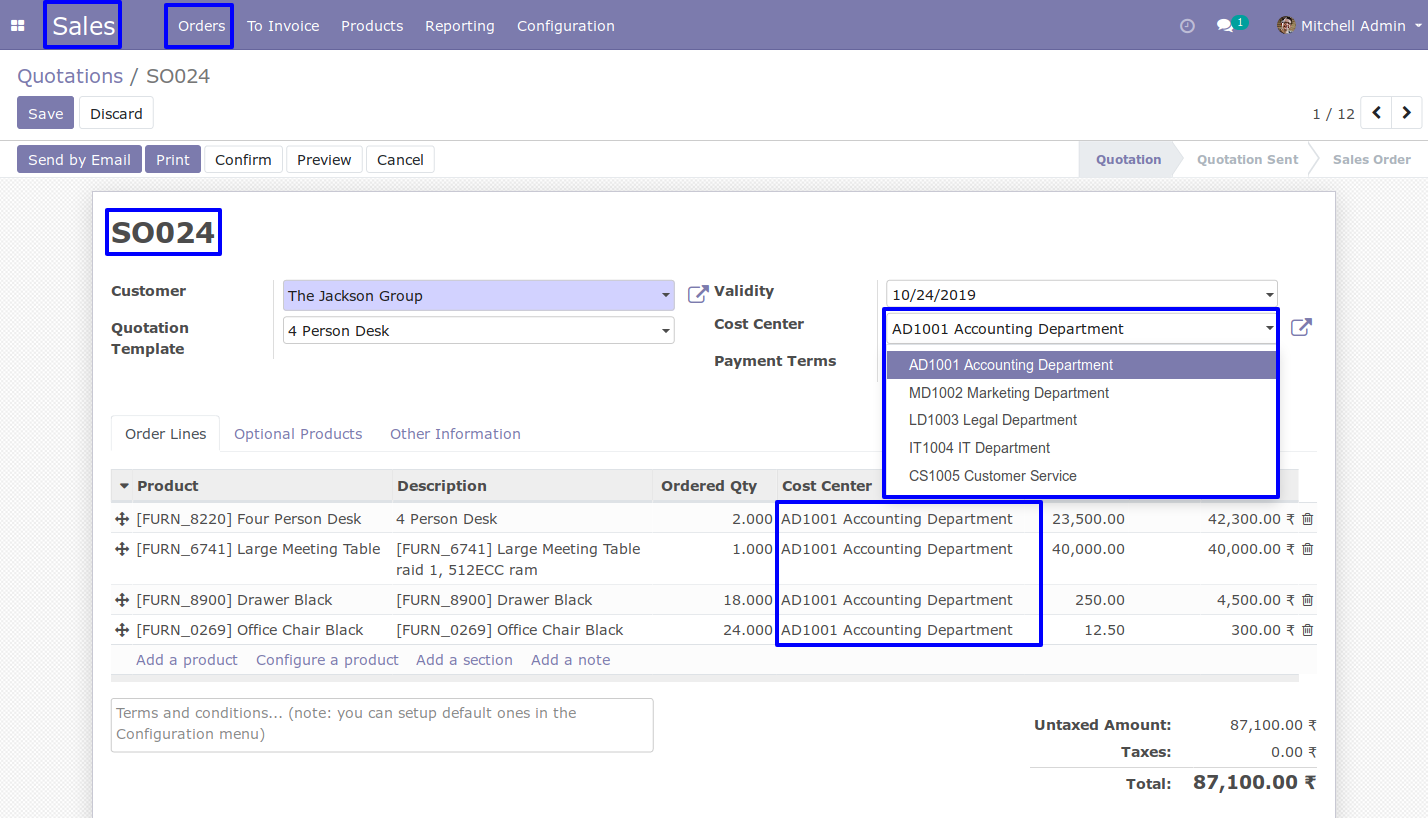 Sales Orders To Invoice Products Reporting Configuration 1 Mitchell Admin
Quotations / SO024
Save Discard 1 / 12
Send by Email Print Confirm Preview Cancel Quotation Quotation Sent Sales Order
SO024
Customer The Jackson Group Validity 10/24/2019
Quotation Template 4 Person Desk Cost Center AD1001 Accounting Department
Payment Terms
AD1001 Accounting Department
MD1002 Marketing Department
LD1003 Legal Department
IT1004 IT Department
CS1005 Customer Service
Order Lines Optional Products Other Information
Product Description Ordered Qty Cost Center
[FURN_8220] Four Person Desk 4 Person Desk 2.000 AD1001 Accounting Department 23,500.00 42,300.00 ₹
[FURN_6741] Large Meeting Table [FURN_6741] Large Meeting Table 1.000 AD1001 Accounting Department 40,000.00 40,000.00 ₹
raid 1, 512ECC ram
[FURN_8900] Drawer Black [FURN_8900] Drawer Black 18.000 AD1001 Accounting Department 250.00 4,500.00 ₹
[FURN_0269] Office Chair Black [FURN_0269] Office Chair Black 24.000 AD1001 Accounting Department 12.50 300.00 ₹
Add a product Configure a product Add a section Add a note
Terms and conditions... (note: you can setup default ones in the
Configuration menu)
Untaxed Amount: 87,100.00 ₹
Taxes: 0.00 ₹
Total: 87,100.00 ₹